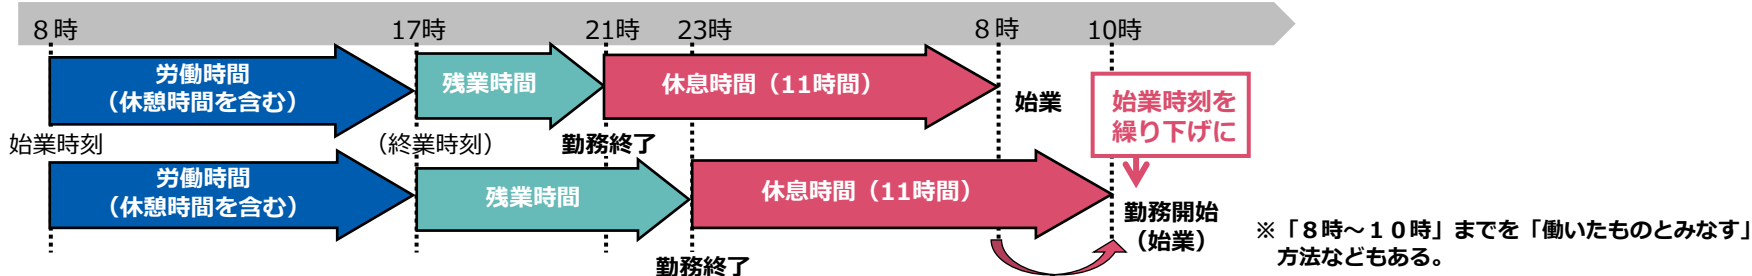 ８時 17時 21時 23時 ８時 10時
労働時間
（休憩時間を含む）
残業時間
休息時間（11時間）
始業
始業時刻を
繰り下げに
始業時刻
（終業時刻）
勤務終了
労働時間
（休憩時間を含む）
残業時間
休息時間（11時間）
勤務開始
（始業）
勤務終了
※「８時～１０時」までを「働いたものとみなす」
方法などもある。